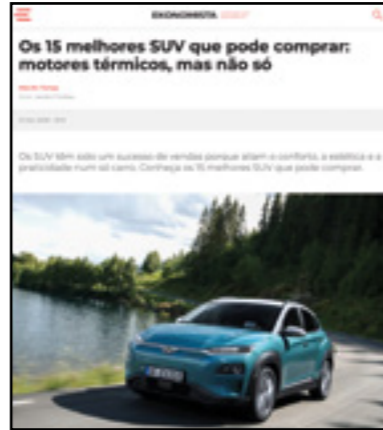 EKONOMISTA
Os 15 melhores SUV que pode comprar:
motores térmicos, mas não só
Os SUV têm sido um sucesso de vendas porque aliam o conforto, a estética e a
praticidade num só carro. Conheça os 15 melhores SUV que pode comprar.